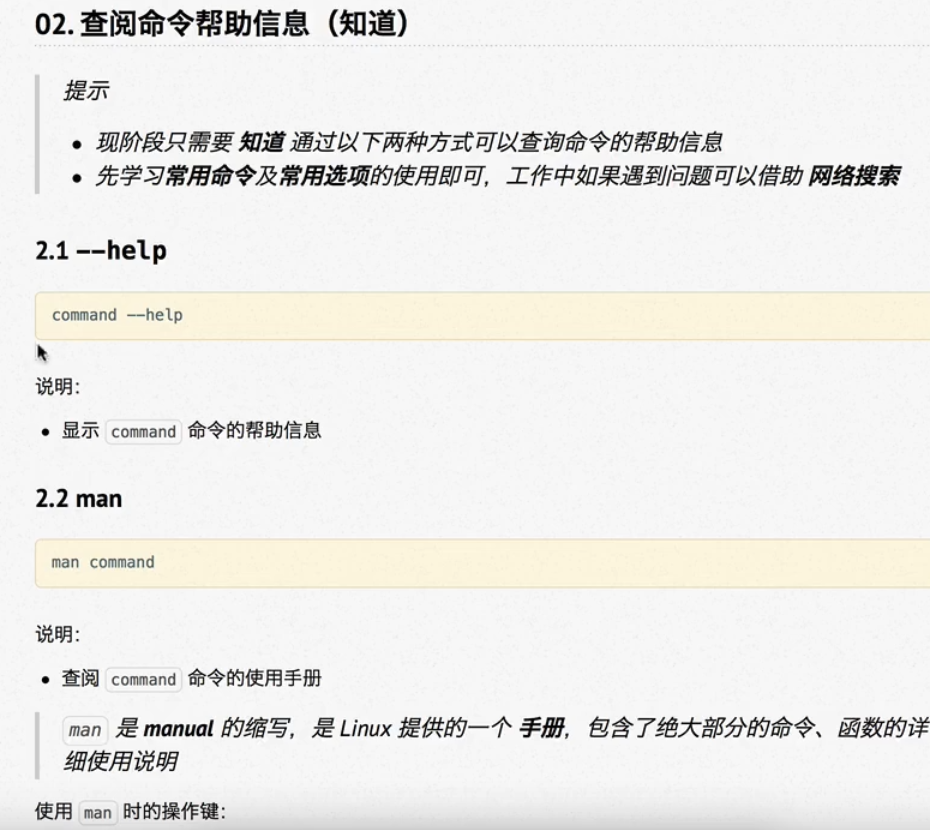 02. 查阅命令帮助信息（知道）
提示
现阶段只需要 知道 通过以下两种方式可以查询命令的帮助信息
先学习常用命令及常用选项的使用即可，工作中如果遇到问题可以借助 网络搜索
2.1 --help
command --help
说明：
显示 command 命令的帮助信息
2.2 man
man command
说明：
查阅 command 命令的使用手册
man 是 manual 的缩写，是 Linux 提供的一个 手册，包含了绝大部分的命令、函数的详
细使用说明
使用 man 时的操作键：